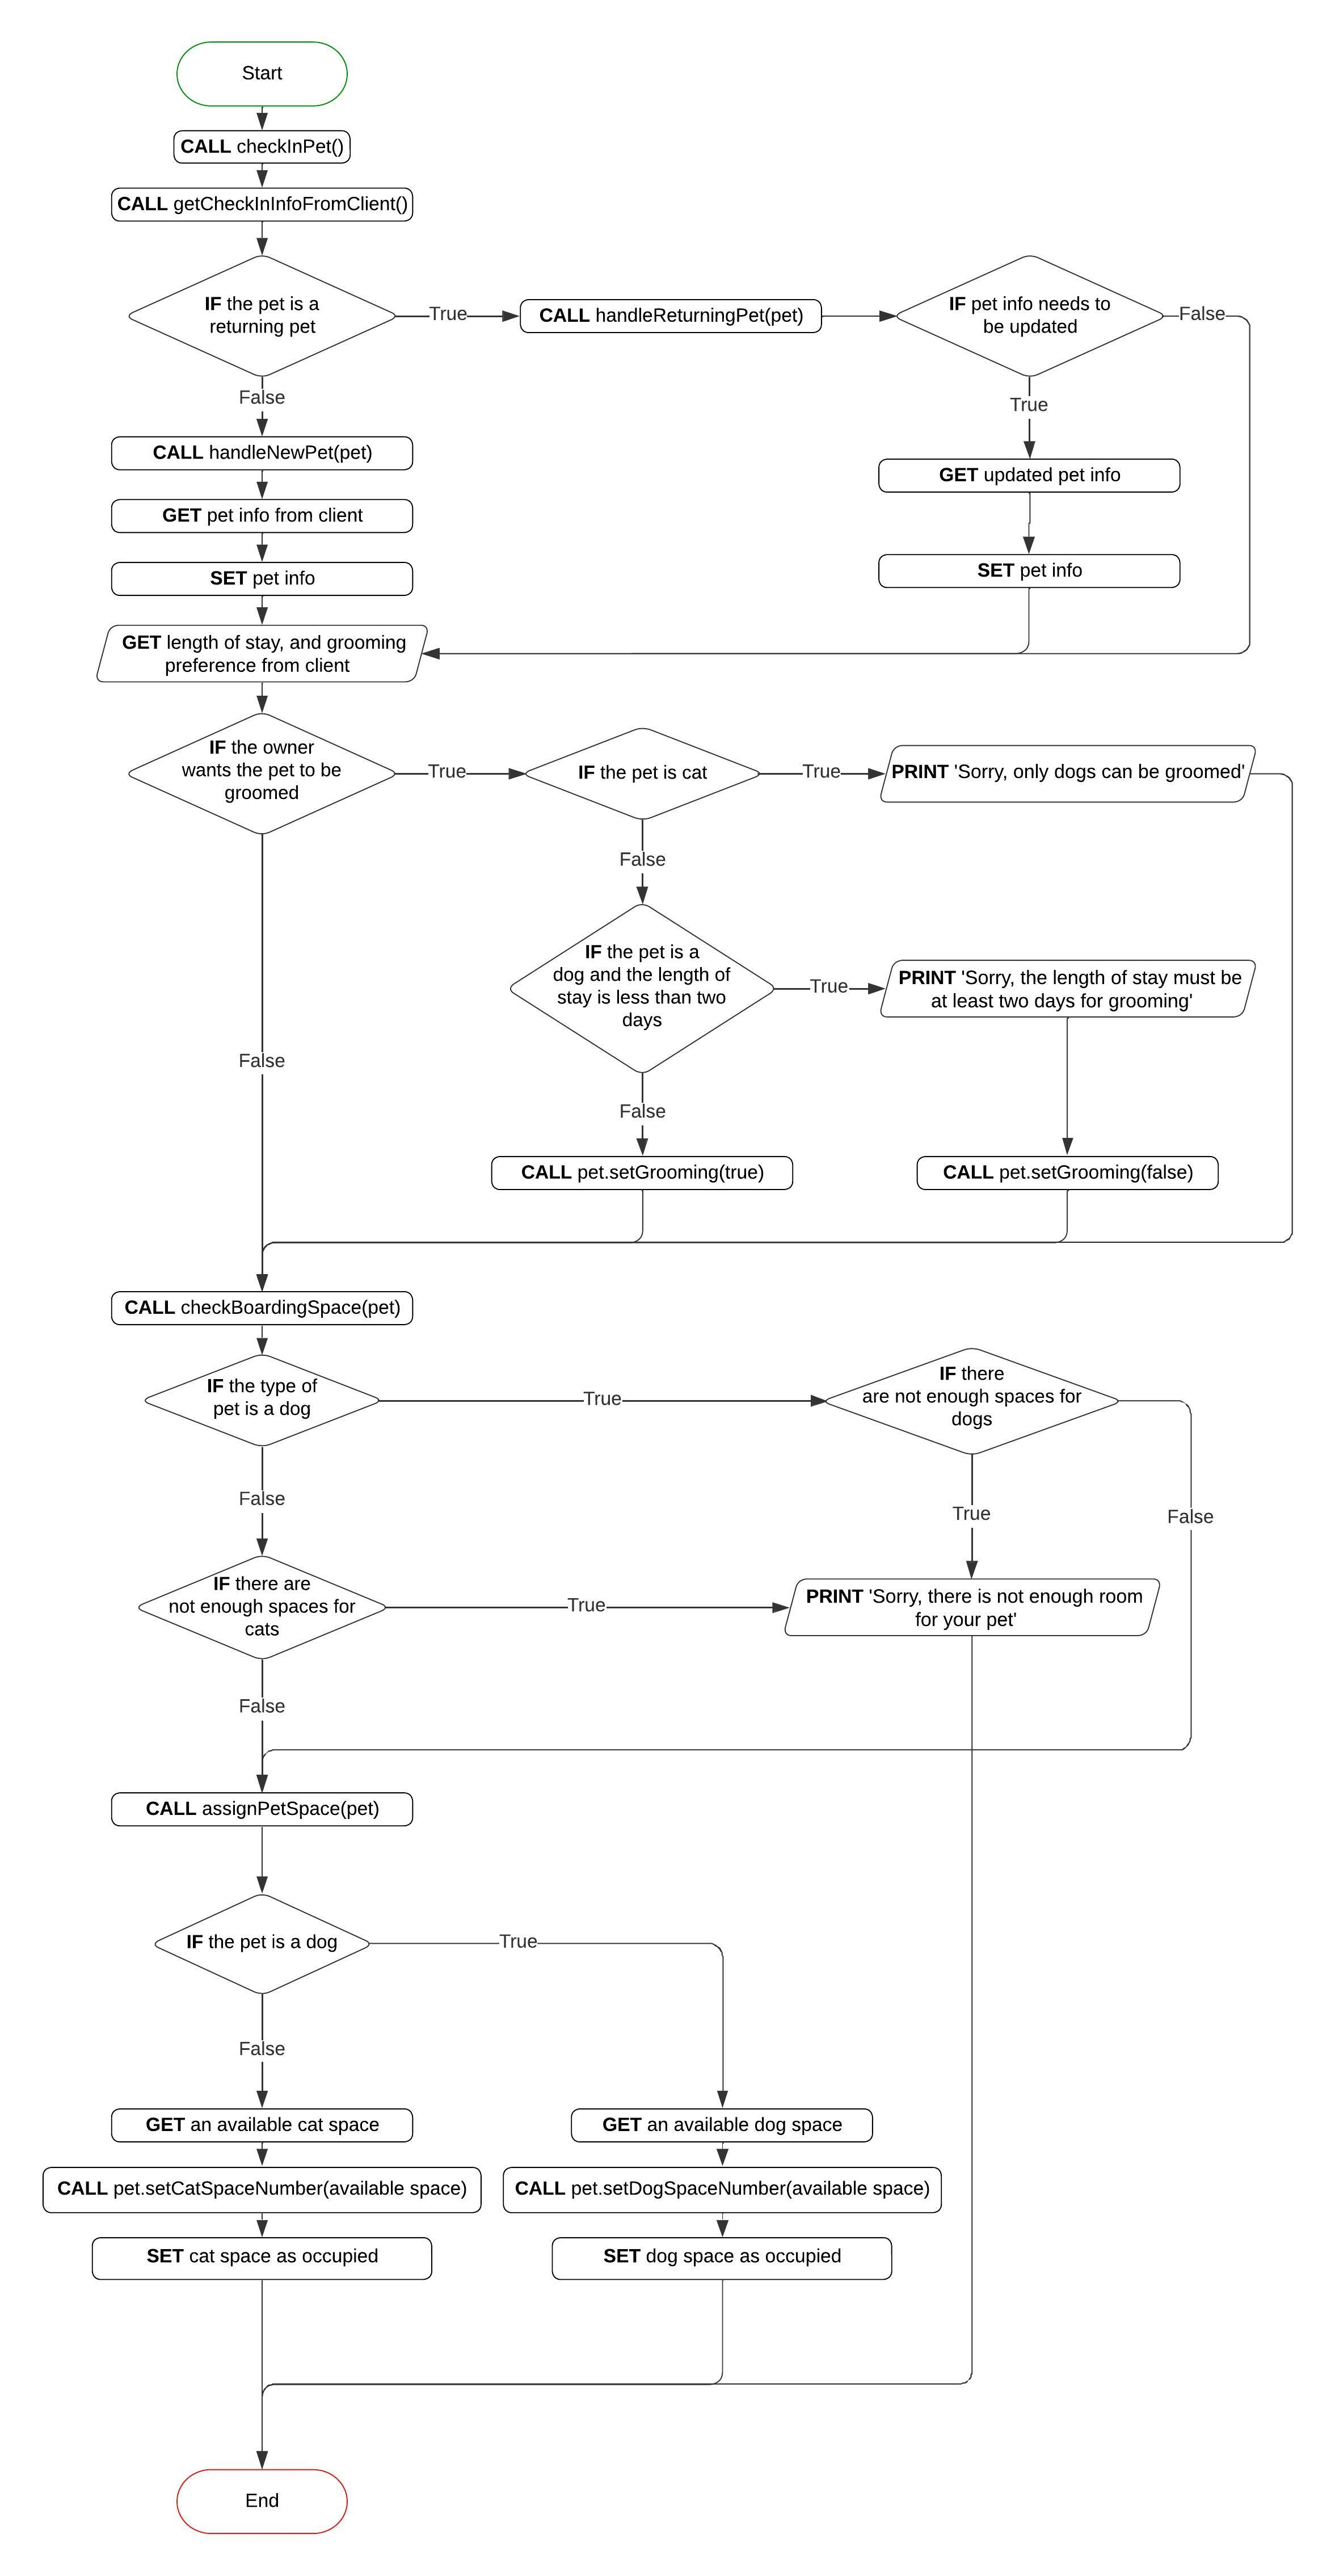 Start
CALL checkInPet()
CALL getCheckInInfoFromClient()
IF the pet is a
returning pet
True
CALL handleReturningPet(pet)
IF pet info needs to
be updated
False
False
True
CALL handleNewPet(pet)
GET updated pet info
GET pet info from client
SET pet info
SET pet info
GET length of stay, and grooming
preference from client
IF the owner
wants the pet to be
groomed
True
IF the pet is cat
True
PRINT 'Sorry, only dogs can be groomed'
False
IF the pet is a
dog and the length of
stay is less than two
days
True
PRINT 'Sorry, the length of stay must be
at least two days for grooming'
False
False
CALL pet.setGrooming(true)
CALL pet.setGrooming(false)
CALL checkBoardingSpace(pet)
IF the type of
pet is a dog
True
IF there
are not enough spaces for
dogs
False
True
False
IF there are
not enough spaces for
cats
True
PRINT 'Sorry, there is not enough room
for your pet'
False
CALL assignPetSpace(pet)
IF the pet is a dog
True
False
GET an available cat space
GET an available dog space
CALL pet.setCatSpaceNumber(available space)
CALL pet.setDogSpaceNumber(available space)
SET cat space as occupied
SET dog space as occupied
End